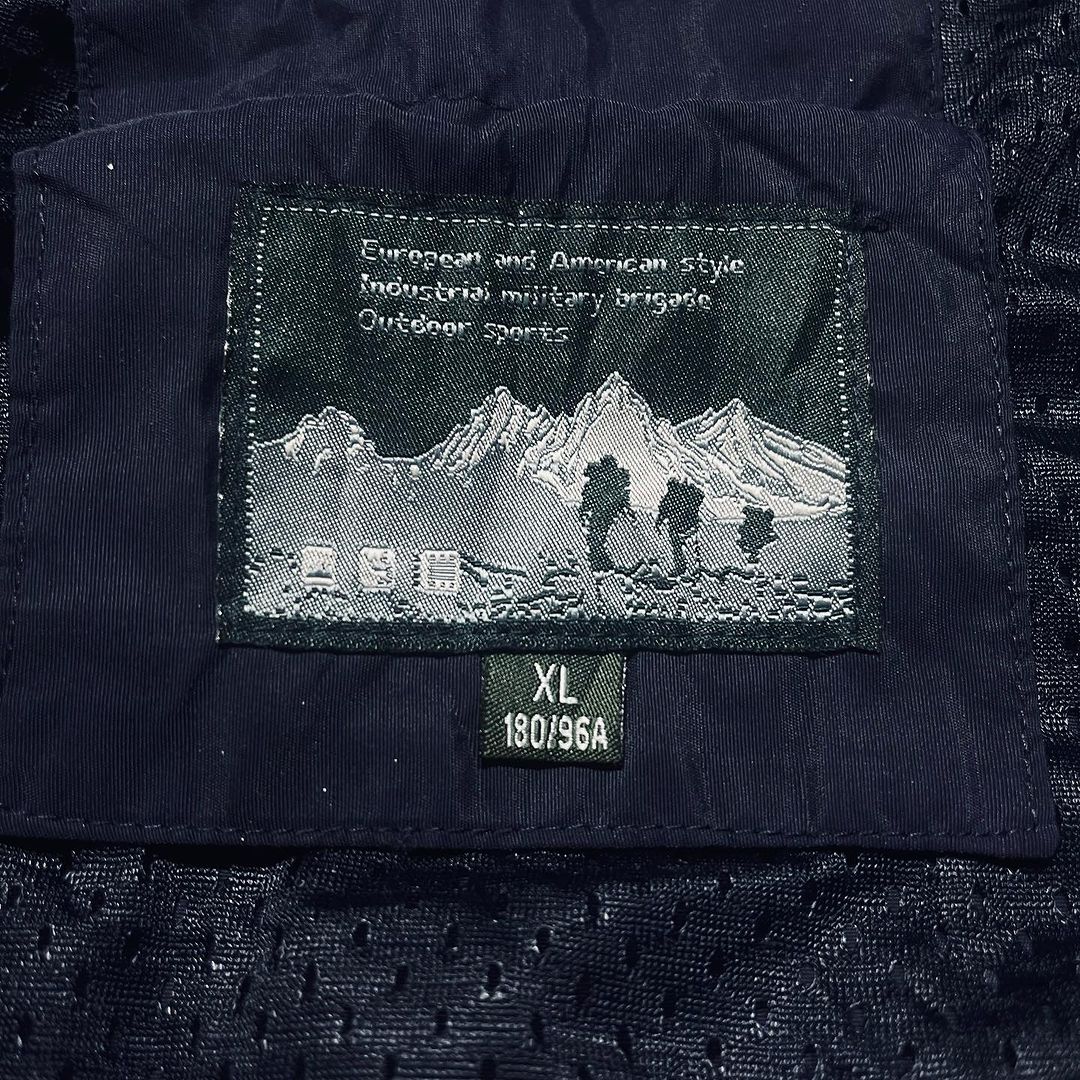 European and American style
Industrial military brigade
Outdoor sports
XL
180/96A